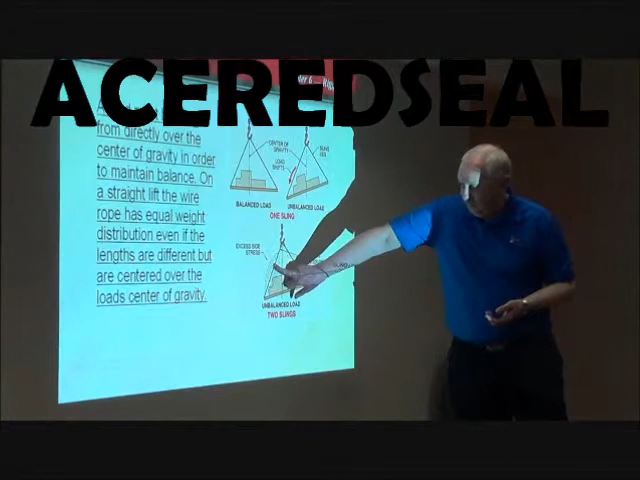 ACEREDSEAL
from directly over the
center of gravity in order
to maintain balance. On
a straight lift the wire
rope has equal weight
distribution even if the
lengths are different but
are centered over the
loads center of gravity.
CENTER OF
GRAVITY
SLING
LEG
LOAD
SHIFTS
BALANCED LOAD
UNBALANCED LOAD
ONE SLING
EXCESS SIDE
STRESS
UNBALANCED LOAD
TWO SLINGS